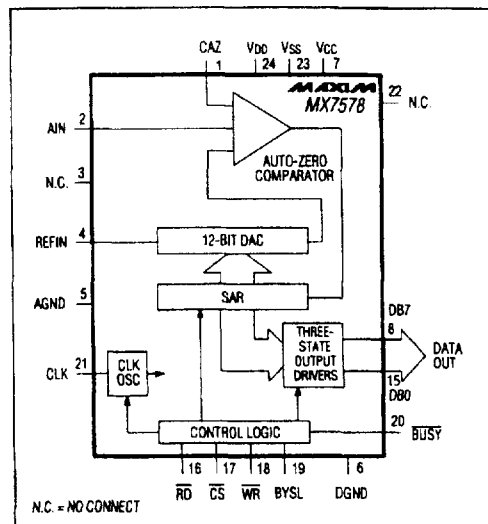 CAZ VDD VSS VCC
1 24 23 7
MAXIM
MX7578
22
N.C.
2
AIN
AUTO-ZERO
COMPARATOR
3
N.C.
4
REFIN
12-BIT DAC
5
AGND
SAR
DB7
8
THREE-
STATE
OUTPUT
DRIVERS
DATA
OUT
15
DB0
21
CLK
CLK
OSC
20
BUSY
CONTROL LOGIC
16 17 18 19 6
RD CS WR BYSL DGND
N.C. = NO CONNECT